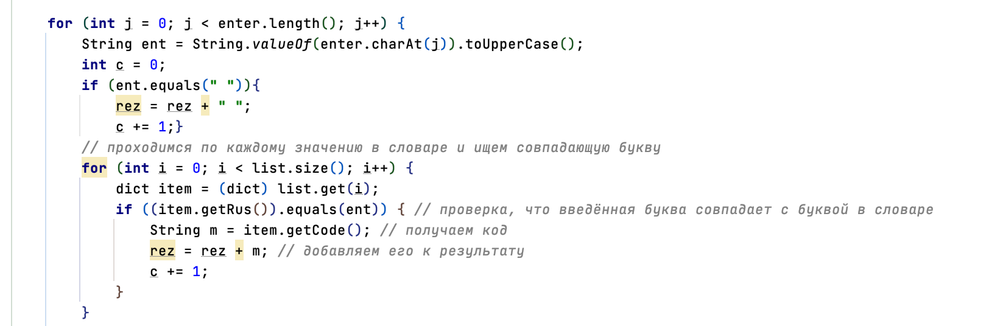 for (int j = 0; j < enter.length(); j++) {
String ent = String.valueOf(enter.charAt(j)).toUpperCase();
int c = 0;
if (ent.equals(" ")){
rez = rez + " ";
c += 1;}
// проходимся по каждому значению в словаре и ищем совпадающую букву
for (int i = 0; i < list.size(); i++) {
dict item = (dict) list.get(i);
if ((item.getRus()).equals(ent)) { // проверка, что введённая буква совпадает с буквой в словаре
String m = item.getCode(); // получаем код
rez = rez + m; // добавляем его к результату
c += 1;
}
}